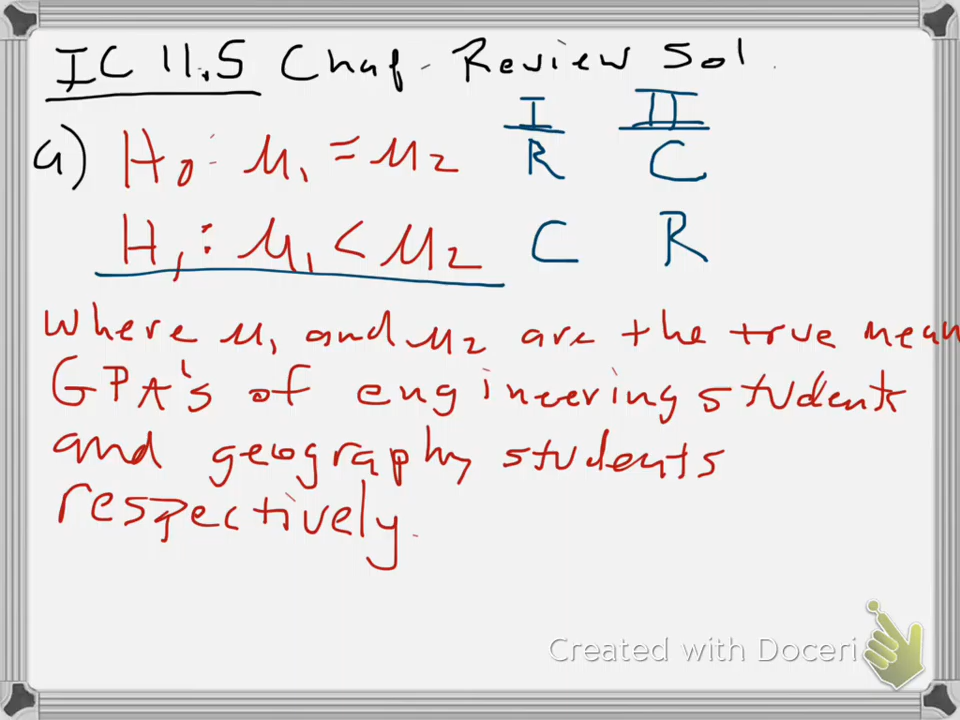 IC 11.5 Chap. Review Sol.
I II
a) H0: μ1 = μ2 R C
H1: μ1 < μ2 C R
where μ1 and μ2 are the true mean
GPA's of engineering students
and geography students
respectively.
Created with Doceri